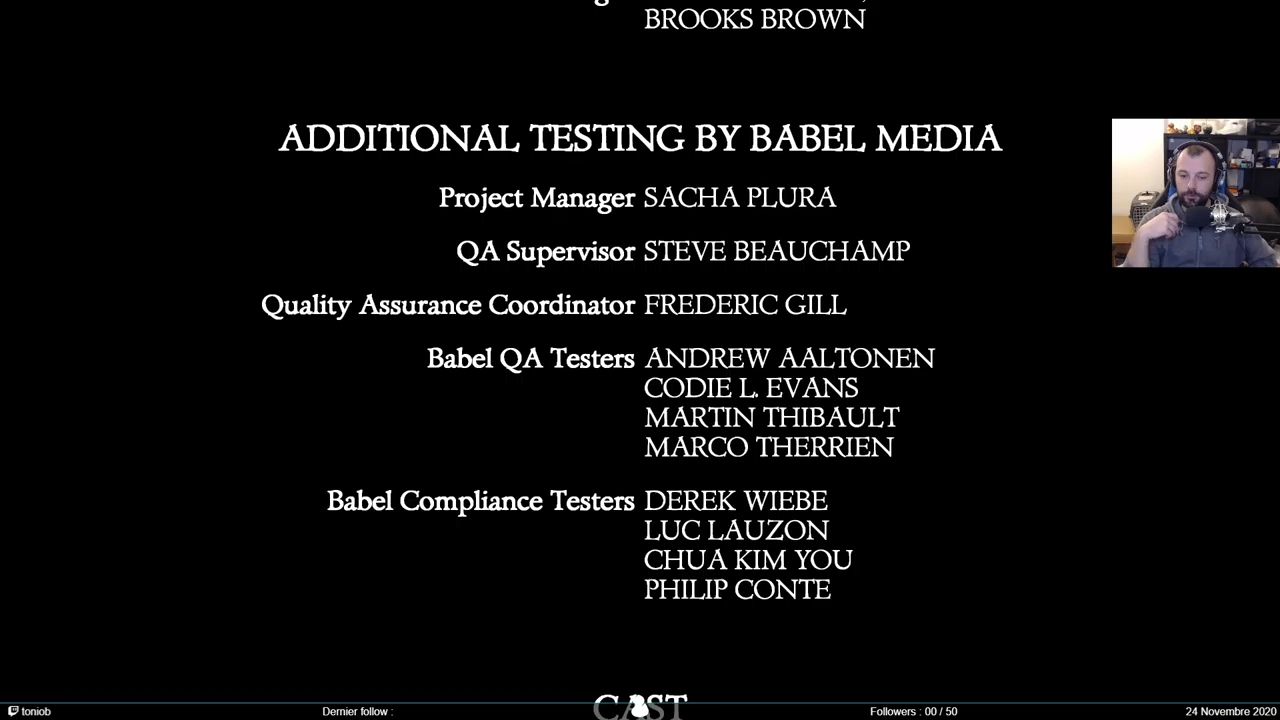 BROOKS BROWN
ADDITIONAL TESTING BY BABEL MEDIA
Project Manager SACHA PLURA
QA Supervisor STEVE BEAUCHAMP
Quality Assurance Coordinator FREDERIC GILL
Babel QA Testers ANDREW AALTONEN
CODIE L. EVANS
MARTIN THIBAULT
MARCO THERRIEN
Babel Compliance Testers DEREK WIEBE
LUC LAUZON
CHUA KIM YOU
PHILIP CONTE
CAST
toniob Dernier follow : Followers : 00 / 50 24 Novembre 2020